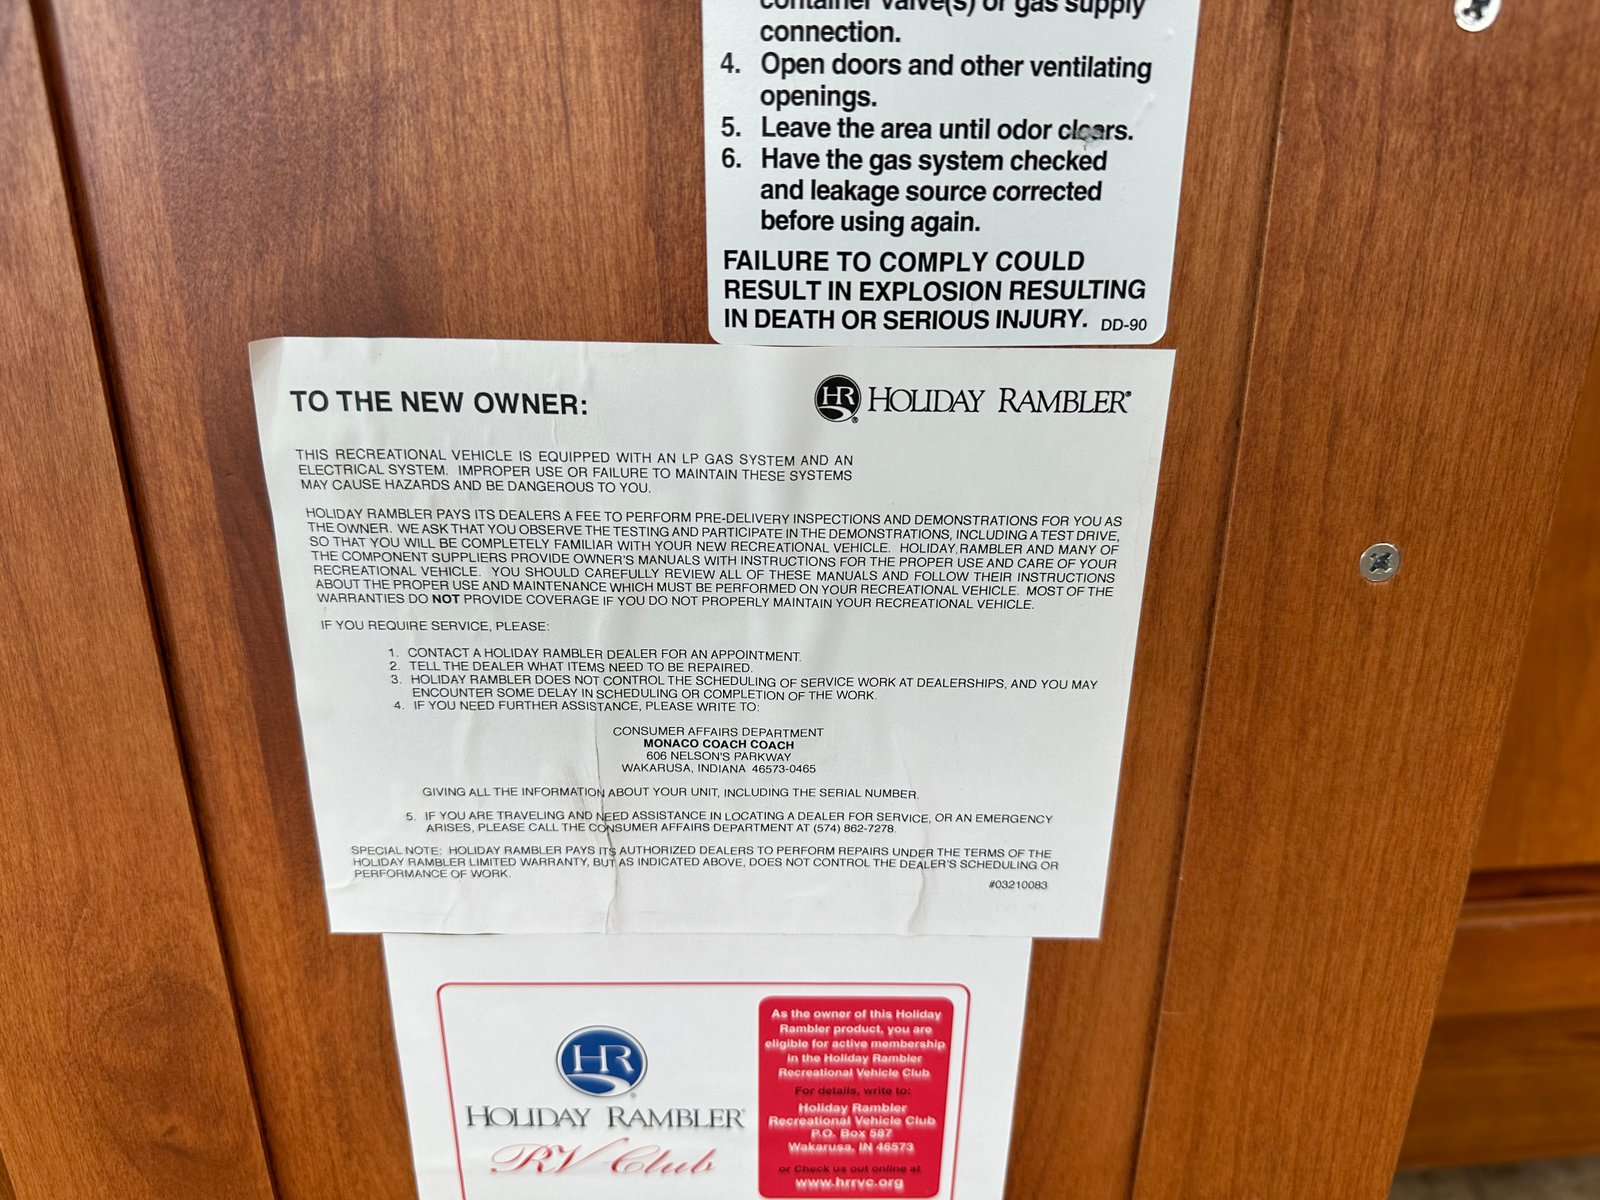 container valve(s) or gas supply
connection.
4. Open doors and other ventilating
openings.
5. Leave the area until odor clears.
6. Have the gas system checked
and leakage source corrected
before using again.
FAILURE TO COMPLY COULD
RESULT IN EXPLOSION RESULTING
IN DEATH OR SERIOUS INJURY. DD-90
TO THE NEW OWNER:
HR® HOLIDAY RAMBLER®
THIS RECREATIONAL VEHICLE IS EQUIPPED WITH AN LP GAS SYSTEM AND AN
ELECTRICAL SYSTEM. IMPROPER USE OR FAILURE TO MAINTAIN THESE SYSTEMS
MAY CAUSE HAZARDS AND BE DANGEROUS TO YOU.
HOLIDAY RAMBLER PAYS ITS DEALERS A FEE TO PERFORM PRE-DELIVERY INSPECTIONS AND DEMONSTRATIONS FOR YOU AS
THE OWNER. WE ASK THAT YOU OBSERVE THE TESTING AND PARTICIPATE IN THE DEMONSTRATIONS, INCLUDING A TEST DRIVE,
SO THAT YOU WILL BE COMPLETELY FAMILIAR WITH YOUR NEW RECREATIONAL VEHICLE. HOLIDAY RAMBLER AND MANY OF
THE COMPONENT SUPPLIERS PROVIDE OWNER'S MANUALS WITH INSTRUCTIONS FOR THE PROPER USE AND CARE OF YOUR
RECREATIONAL VEHICLE. YOU SHOULD CAREFULLY REVIEW ALL OF THESE MANUALS AND FOLLOW THEIR INSTRUCTIONS
ABOUT THE PROPER USE AND MAINTENANCE WHICH MUST BE PERFORMED ON YOUR RECREATIONAL VEHICLE. MOST OF THE
WARRANTIES DO NOT PROVIDE COVERAGE IF YOU DO NOT PROPERLY MAINTAIN YOUR RECREATIONAL VEHICLE.
IF YOU REQUIRE SERVICE, PLEASE:
1. CONTACT A HOLIDAY RAMBLER DEALER FOR AN APPOINTMENT.
2. TELL THE DEALER WHAT ITEMS NEED TO BE REPAIRED.
3. HOLIDAY RAMBLER DOES NOT CONTROL THE SCHEDULING OF SERVICE WORK AT DEALERSHIPS, AND YOU MAY
ENCOUNTER SOME DELAY IN SCHEDULING OR COMPLETION OF THE WORK.
4. IF YOU NEED FURTHER ASSISTANCE, PLEASE WRITE TO:
CONSUMER AFFAIRS DEPARTMENT
MONACO COACH COACH
606 NELSON'S PARKWAY
WAKARUSA, INDIANA 46573-0465
GIVING ALL THE INFORMATION ABOUT YOUR UNIT, INCLUDING THE SERIAL NUMBER.
5. IF YOU ARE TRAVELING AND NEED ASSISTANCE IN LOCATING A DEALER FOR SERVICE, OR AN EMERGENCY
ARISES, PLEASE CALL THE CONSUMER AFFAIRS DEPARTMENT AT (574) 862-7278.
SPECIAL NOTE: HOLIDAY RAMBLER PAYS ITS AUTHORIZED DEALERS TO PERFORM REPAIRS UNDER THE TERMS OF THE
HOLIDAY RAMBLER LIMITED WARRANTY, BUT AS INDICATED ABOVE, DOES NOT CONTROL THE DEALER'S SCHEDULING OR
PERFORMANCE OF WORK.
#03210083
HR®
HOLIDAY RAMBLER®
RV Club
As the owner of this Holiday
Rambler product, you are
eligible for active membership
in the Holiday Rambler
Recreational Vehicle Club
For details, write to:
Holiday Rambler
Recreational Vehicle Club
P.O. Box 587
Wakarusa, IN 46573
or Check us out online at
www.hrrvc.org